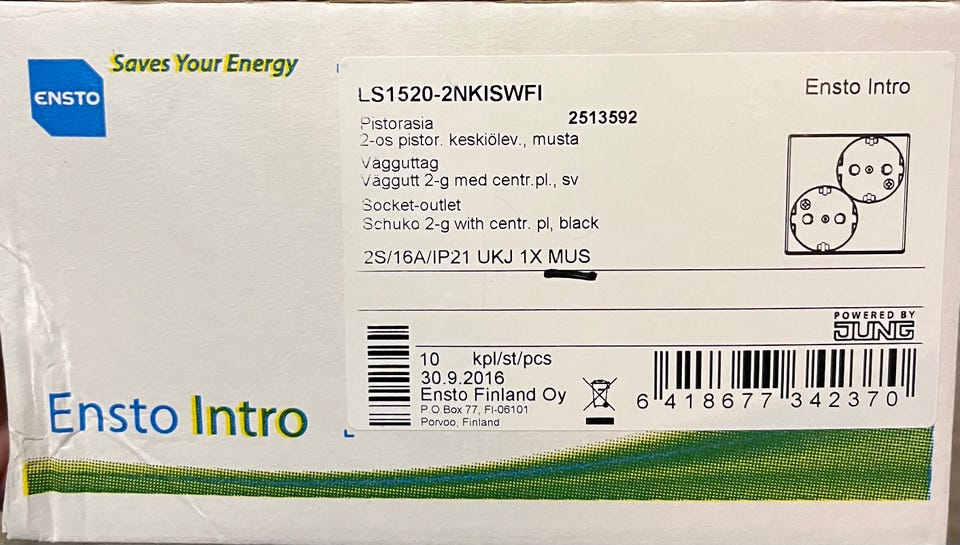 ENSTO
Saves Your Energy
LS1520-2NKISWFI
Ensto Intro
Pistorasia 2513592
2-os pistor. keskiölev., musta
Vägguttag
Väggutt 2-g med centr.pl., sv
Socket-outlet
Schuko 2-g with centr. pl, black
2S/16A/IP21 UKJ 1X MUS
POWERED BY
JUNG
10 kpl/st/pcs
30.9.2016
Ensto Finland Oy
P.O.Box 77, FI-06101
Porvoo, Finland
6 418677 342370
Ensto Intro